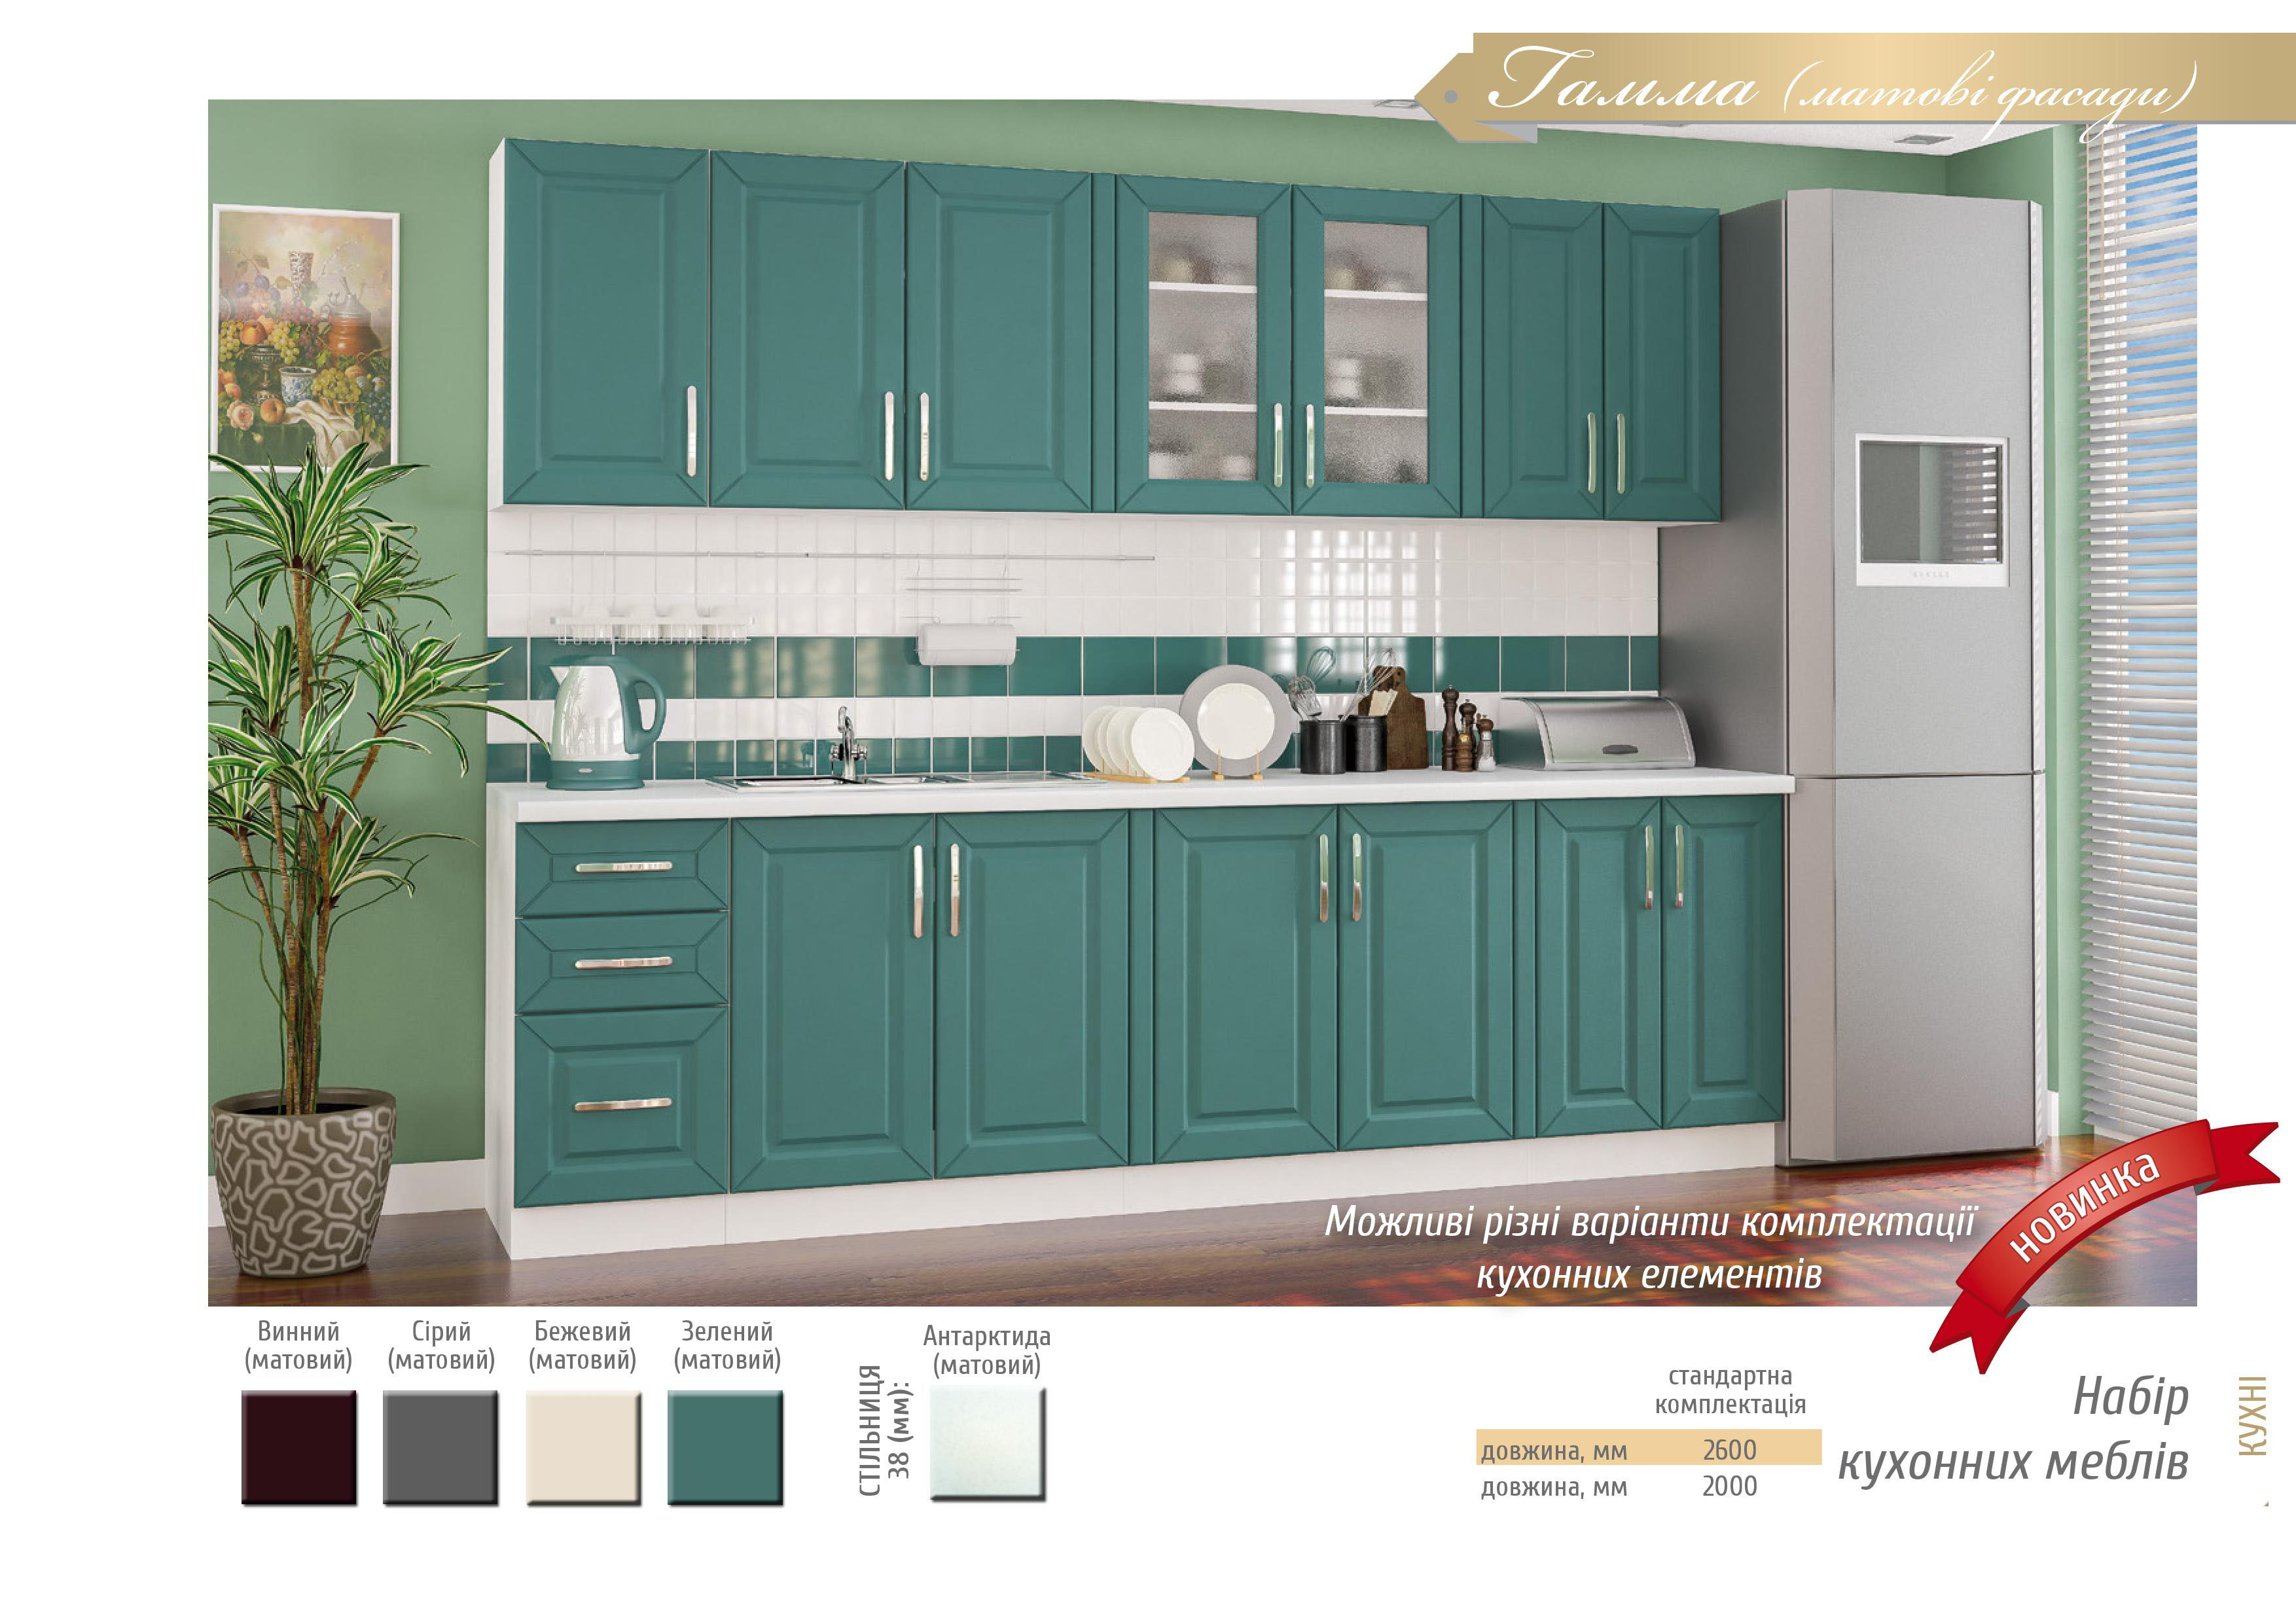 Гамма (матові фасади)
Можливі різні варіанти комплектації
кухонних елементів
НОВИНКА
Винний
(матовий)
Сірий
(матовий)
Бежевий
(матовий)
Зелений
(матовий)
СТІЛЬНИЦЯ
38 (мм):
Антарктида
(матовий)
стандартна
комплектація
довжина, мм 2600
довжина, мм 2000
Набір
кухонних меблів
КУХНІ